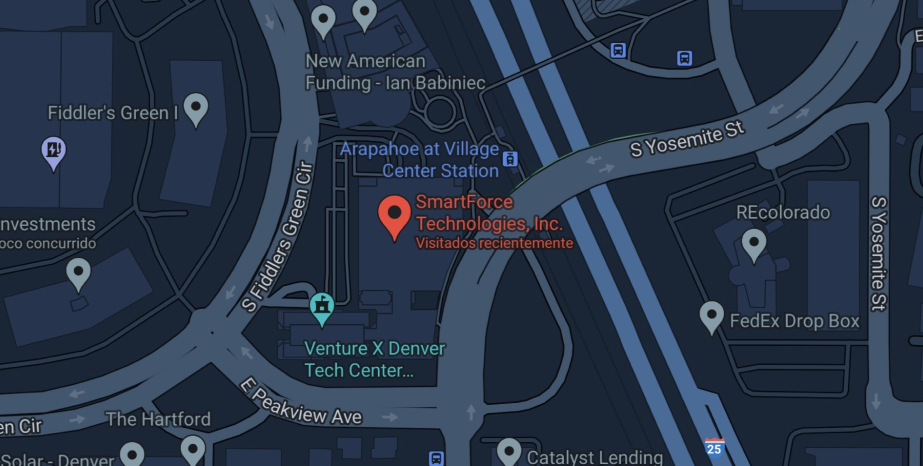 New American
Funding - Ian Babiniec
Fiddler's Green I
S Yosemite St
Arapahoe at Village
Center Station
SmartForce
Technologies, Inc.
Visitados recientemente
nvestments
oco concurrido
REcolorado
S Yosemite St
S Fiddlers Green Cir
FedEx Drop Box
Venture X Denver
Tech Center...
E Peakview Ave
The Hartford
en Cir
Solar - Denver
25
Catalyst Lending
E